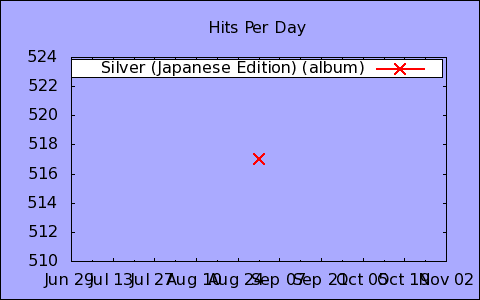 Hits Per Day
524
Silver (Japanese Edition) (album)
522
520
518
516
514
512
510
Jun 29 Jul 13 Jul 27 Aug 10 Aug 24 Sep 07 Sep 21 Oct 05 Oct 19 Nov 02